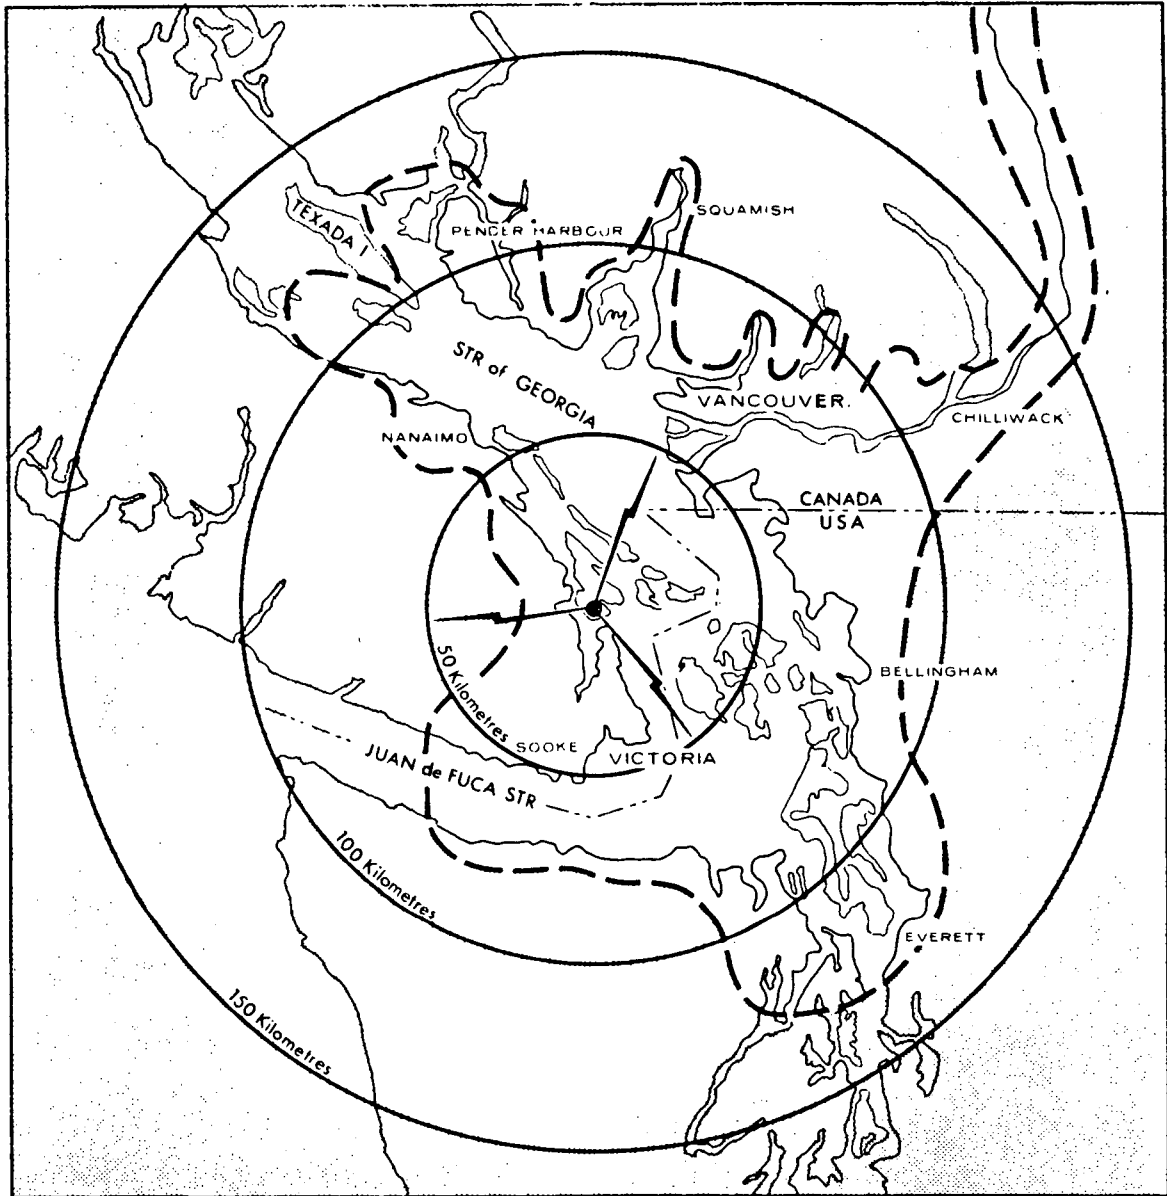 SQUAMISH
TEXADA I
PENDER HARBOUR
STR of GEORGIA
VANCOUVER.
CHILLIWACK
NANAIMO
CANADA
USA
BELLINGHAM
50 Kilometres
SOOKE
VICTORIA
JUAN de FUCA STR
100 Kilometres
EVERETT
150 Kilometres